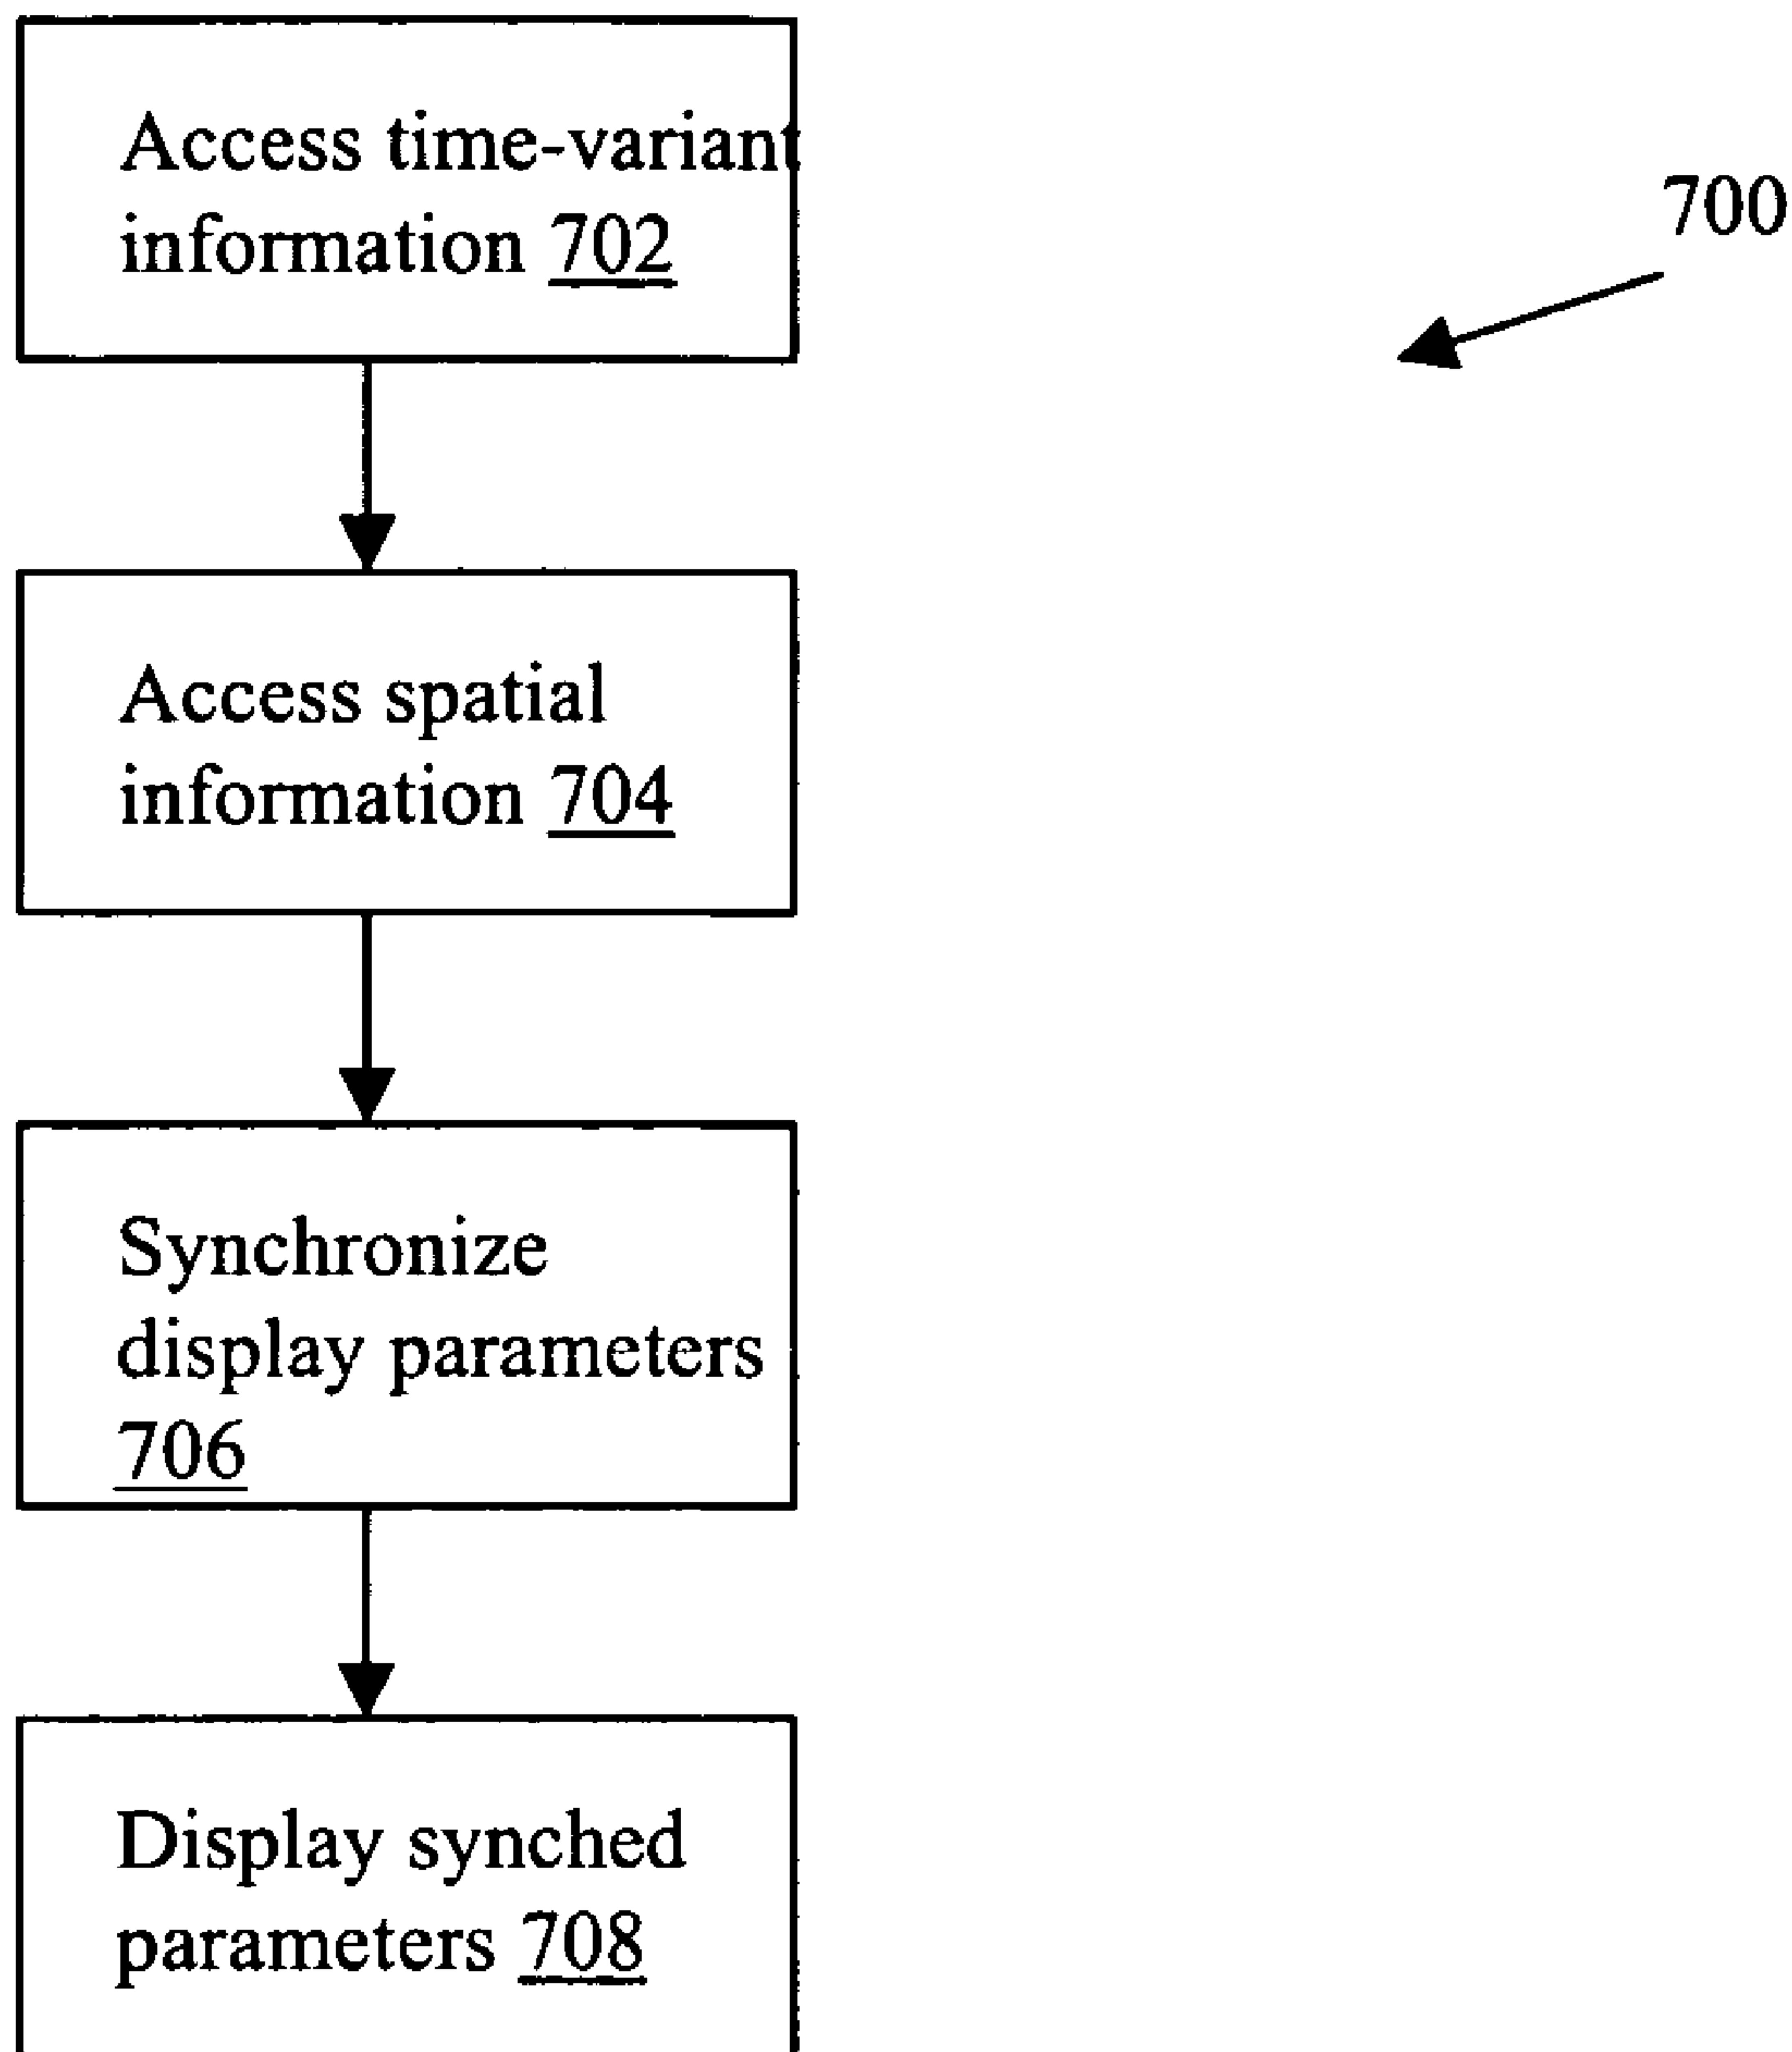 Access time-variant
information 702
700
Access spatial
information 704
Synchronize
display parameters
706
Display synched
parameters 708